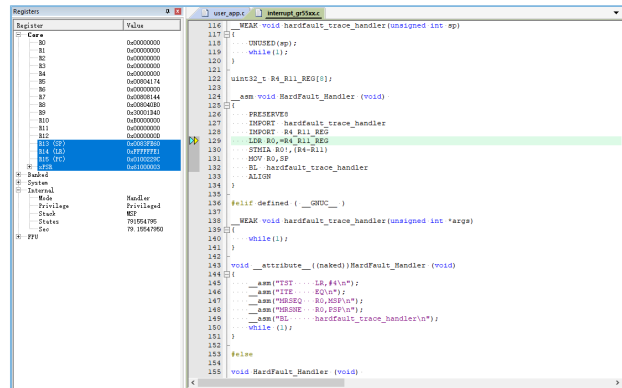 Registers
Register Value
Core
R0 0x00000000
R1 0x00000000
R2 0x00000000
R3 0x00000000
R4 0x00000000
R5 0x00804174
R6 0x00000000
R7 0x00808144
R8 0x008040B0
R9 0x30001B40
R10 0xB0000000
R11 0x00000000
R12 0x0000000D
R13 (SP) 0x0083FB60
R14 (LR) 0xFFFFFFE1
R15 (PC) 0x0100229C
xPSR 0x61000003
Banked
System
Internal
Mode Handler
Privilege Privileged
Stack MSP
States 791554795
Sec 79.15547950
FPU
user_app.c interrupt_gr55xx.c
116 __WEAK void hardfault_trace_handler(unsigned int sp)
117 {
118 UNUSED(sp);
119 while(1);
120 }
121
122 uint32_t R4_R11_REG[8];
123
124 __asm void HardFault_Handler (void)
125 {
126 PRESERVE8
127 IMPORT hardfault_trace_handler
128 IMPORT R4_R11_REG
129 LDR R0,=R4_R11_REG
130 STMIA R0!,{R4-R11}
131 MOV R0,SP
132 BL hardfault_trace_handler
133 ALIGN
134 }
135
136 #elif defined ( __GNUC__ )
137
138 __WEAK void hardfault_trace_handler(unsigned int *args)
139 {
140 while(1);
141 }
142
143 void __attribute__((naked))HardFault_Handler (void)
144 {
145 __asm("TST LR,#4\n");
146 __asm("ITE EQ\n");
147 __asm("MRSEQ R0,MSP\n");
148 __asm("MRSNE R0,PSP\n");
149 __asm("BL hardfault_trace_handler\n");
150 while (1);
151 }
152
153 #else
154
155 void HardFault_Handler (void)